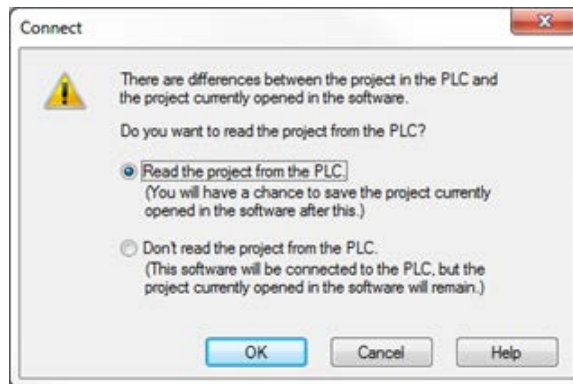 Connect
There are differences between the project in the PLC and
the project currently opened in the software.
Do you want to read the project from the PLC?
Read the project from the PLC.
(You will have a chance to save the project currently
opened in the software after this.)
Don't read the project from the PLC.
(This software will be connected to the PLC, but the
project currently opened in the software will remain.)
OK Cancel Help